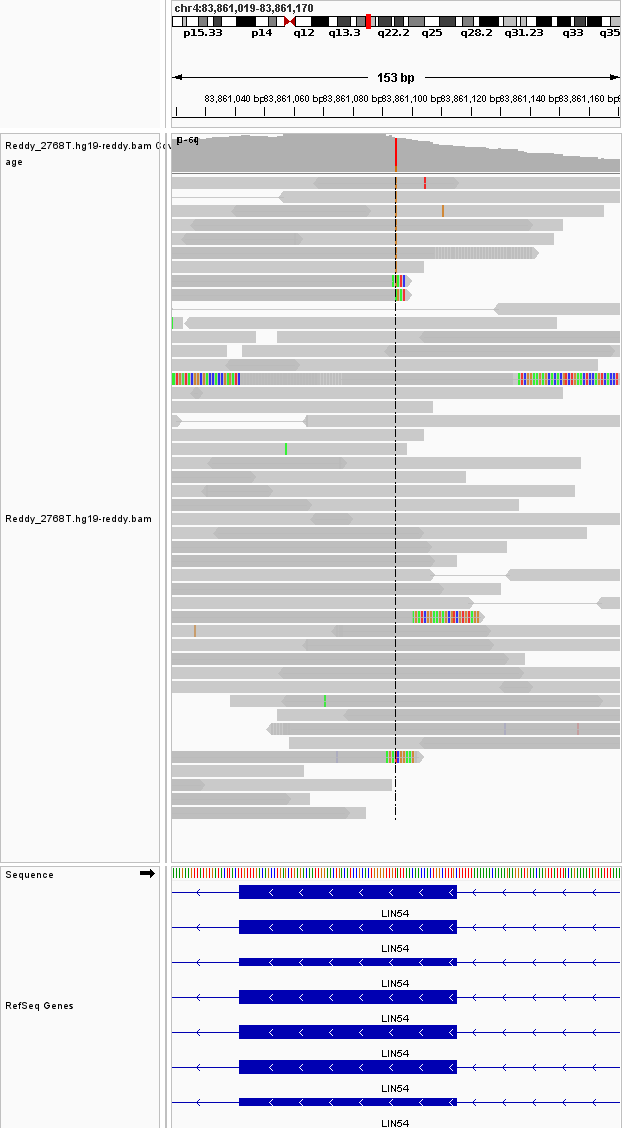 chr4:83,861,019-83,861,170
p15.33 p14 q12 q13.3 q22.2 q25 q28.2 q31.23 q33 q35
153 bp
83,861,040 bp 83,861,060 bp 83,861,080 bp 83,861,100 bp 83,861,120 bp 83,861,140 bp 83,861,160 bp
Reddy_2768T.hg19-reddy.bam Cov
age
Reddy_2768T.hg19-reddy.bam
Sequence
LIN54
LIN54
LIN54
RefSeq Genes
LIN54
LIN54
LIN54
LIN54